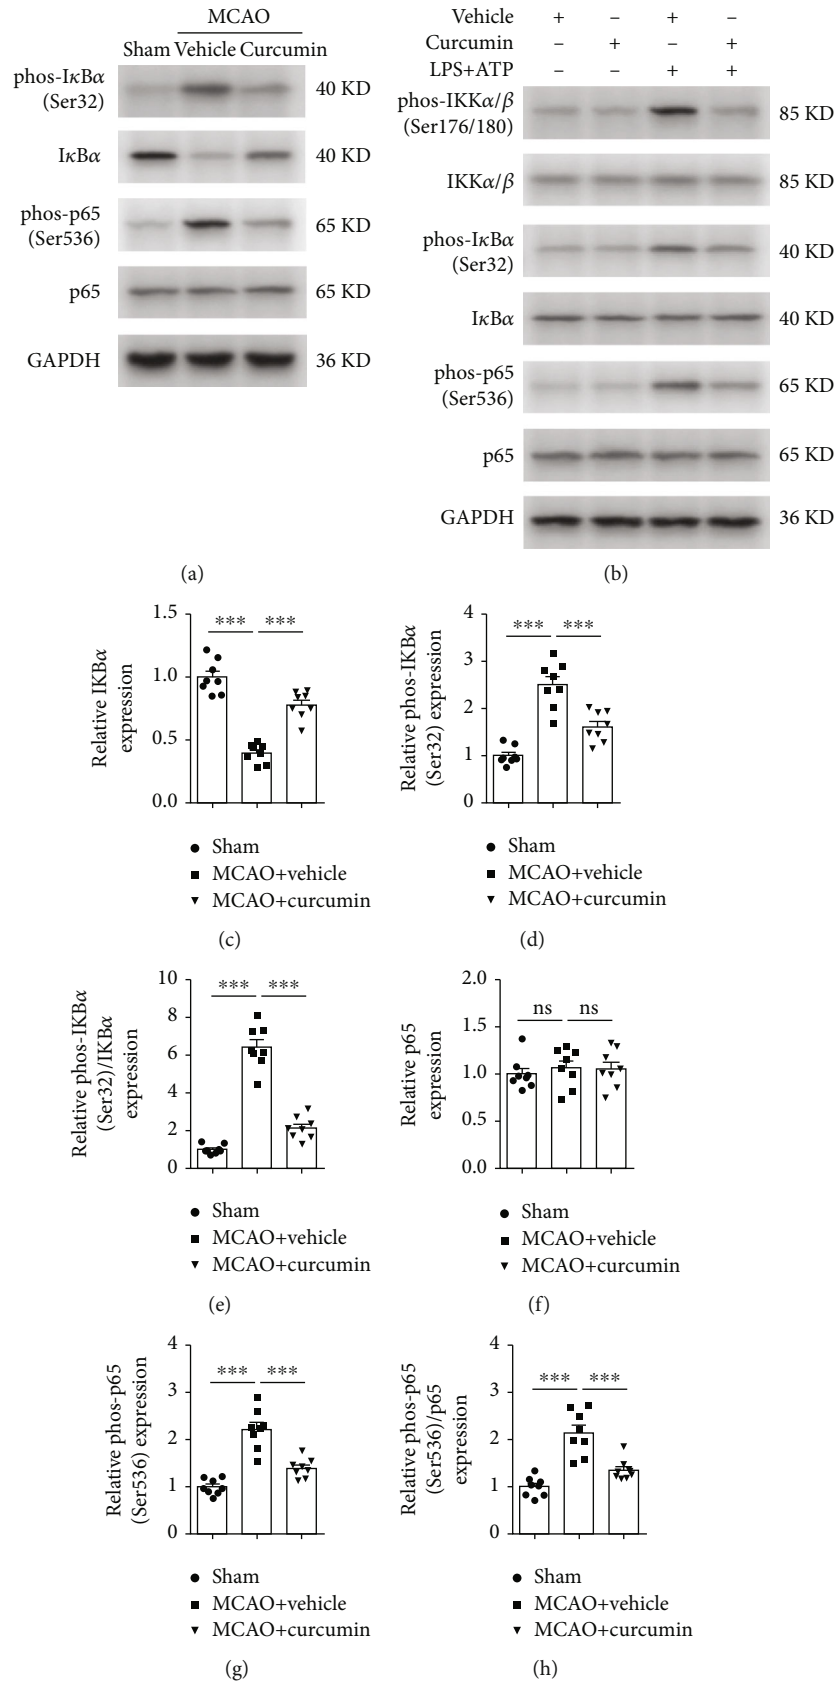 MCAO
Sham Vehicle Curcumin
phos-IκBα
(Ser32)
40 KD
IκBα
40 KD
phos-p65
(Ser536)
65 KD
p65
65 KD
GAPDH
36 KD
(a)
Vehicle + – + –
Curcumin – + – +
LPS+ATP – – + +
phos-IKKα/β
(Ser176/180)
85 KD
IKKα/β
85 KD
phos-IκBα
(Ser32)
40 KD
IκBα
40 KD
phos-p65
(Ser536)
65 KD
p65
65 KD
GAPDH
36 KD
(b)
Relative IKBα
expression
1.5
1.0
0.5
0.0
*** ***
Sham
MCAO+vehicle
MCAO+curcumin
(c)
Relative phos-IKBα
(Ser32) expression
4
3
2
1
0
*** ***
Sham
MCAO+vehicle
MCAO+curcumin
(d)
Relative phos-IKBα
(Ser32)/IKBα
expression
10
8
6
4
2
0
*** ***
Sham
MCAO+vehicle
MCAO+curcumin
(e)
Relative p65
expression
2.0
1.5
1.0
0.5
0.0
ns ns
Sham
MCAO+vehicle
MCAO+curcumin
(f)
Relative phos-p65
(Ser536) expression
4
3
2
1
0
*** ***
Sham
MCAO+vehicle
MCAO+curcumin
(g)
Relative phos-p65
(Ser536)/p65
expression
4
3
2
1
0
*** ***
Sham
MCAO+vehicle
MCAO+curcumin
(h)